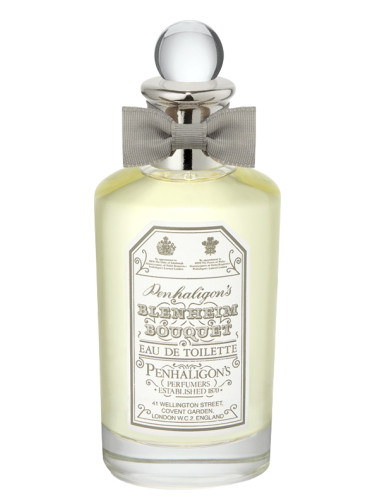 Penhaligon's
BLENHEIM
BOUQUET
EAU DE TOILETTE
PENHALIGON'S
PERFUMERS
ESTABLISHED 1870
41 WELLINGTON STREET,
COVENT GARDEN,
LONDON W.C.2 ENGLAND